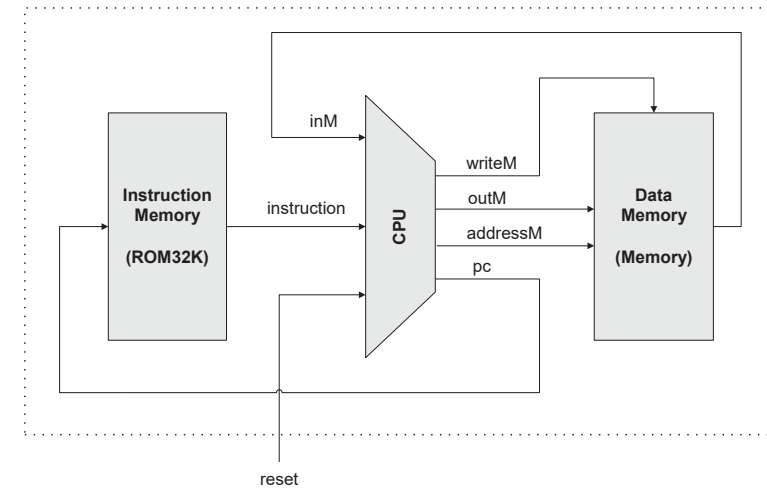 inM
writeM
Instruction
Memory
(ROM32K)
instruction
CPU
outM
addressM
pc
Data
Memory
(Memory)
reset